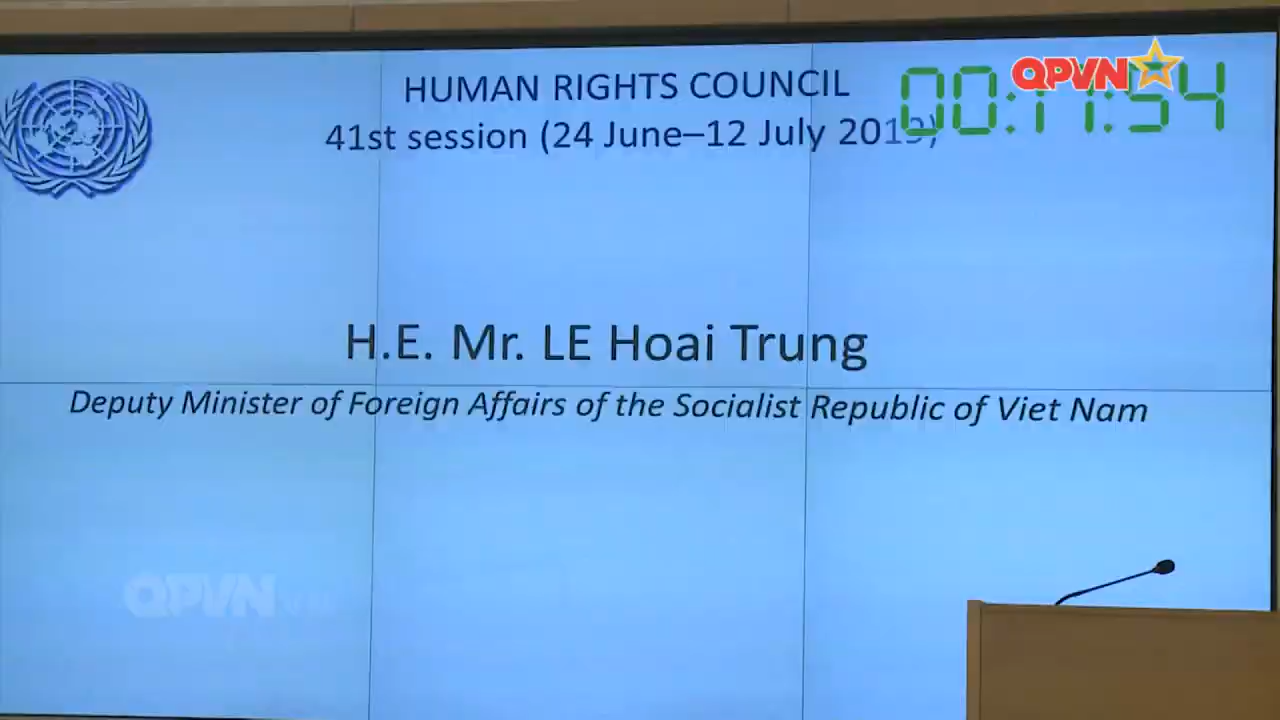 HUMAN RIGHTS COUNCIL
QPVN
00:11:54
41st session (24 June–12 July 2019)
H.E. Mr. LE Hoai Trung
Deputy Minister of Foreign Affairs of the Socialist Republic of Viet Nam
QPVN